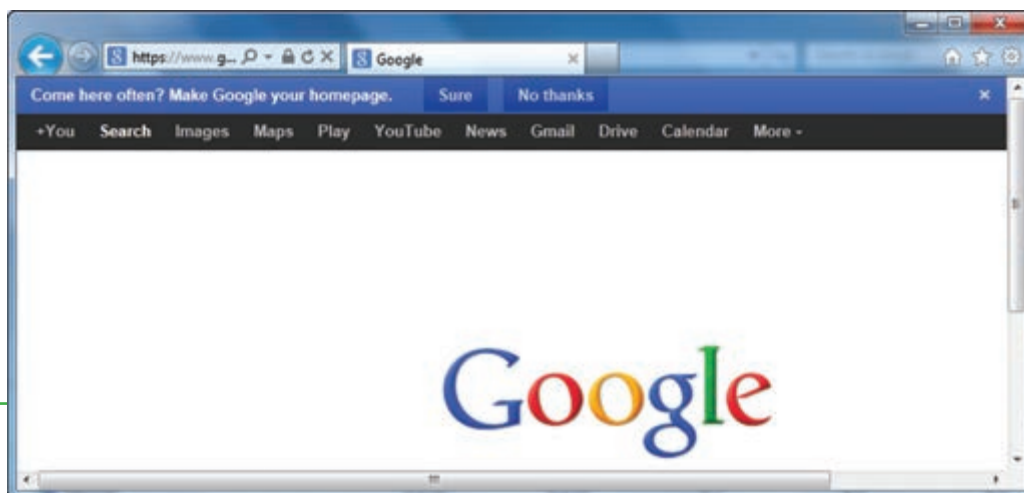 https://www.g... Google
Come here often? Make Google your homepage. Sure No thanks
+You Search Images Maps Play YouTube News Gmail Drive Calendar More
Google